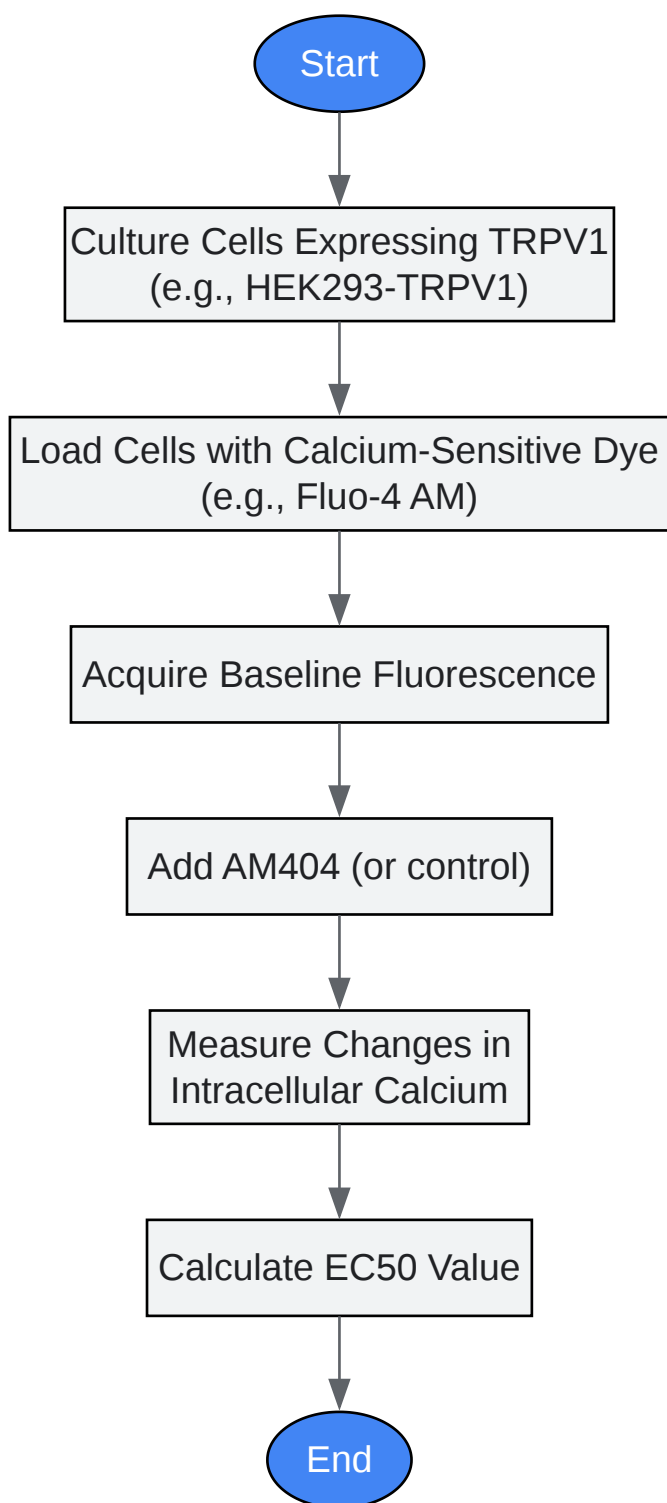 Start
Culture Cells Expressing TRPV1
(e.g., HEK293-TRPV1)
Load Cells with Calcium-Sensitive Dye
(e.g., Fluo-4 AM)
Acquire Baseline Fluorescence
Add AM404 (or control)
Measure Changes in
Intracellular Calcium
Calculate EC50 Value
End